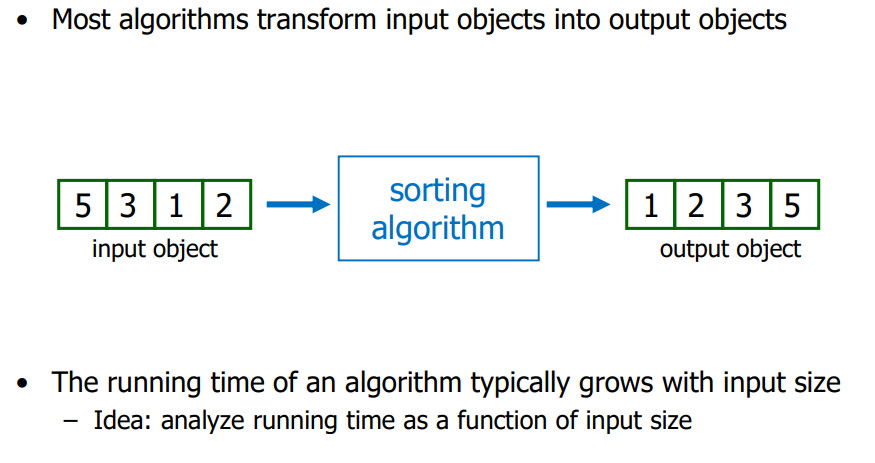 • Most algorithms transform input objects into output objects
5 3 1 2
sorting
algorithm
1 2 3 5
input object
output object
• The running time of an algorithm typically grows with input size
– Idea: analyze running time as a function of input size